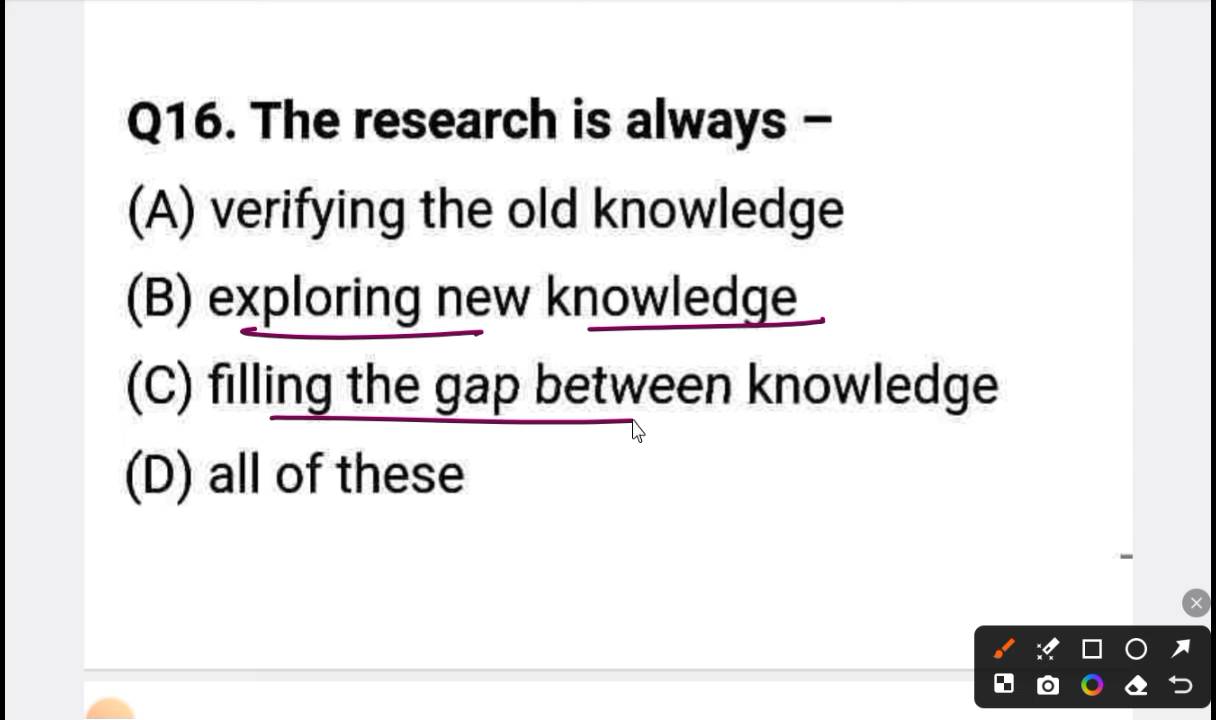 Q16. The research is always –
(A) verifying the old knowledge
(B) exploring new knowledge
(C) filling the gap between knowledge
(D) all of these